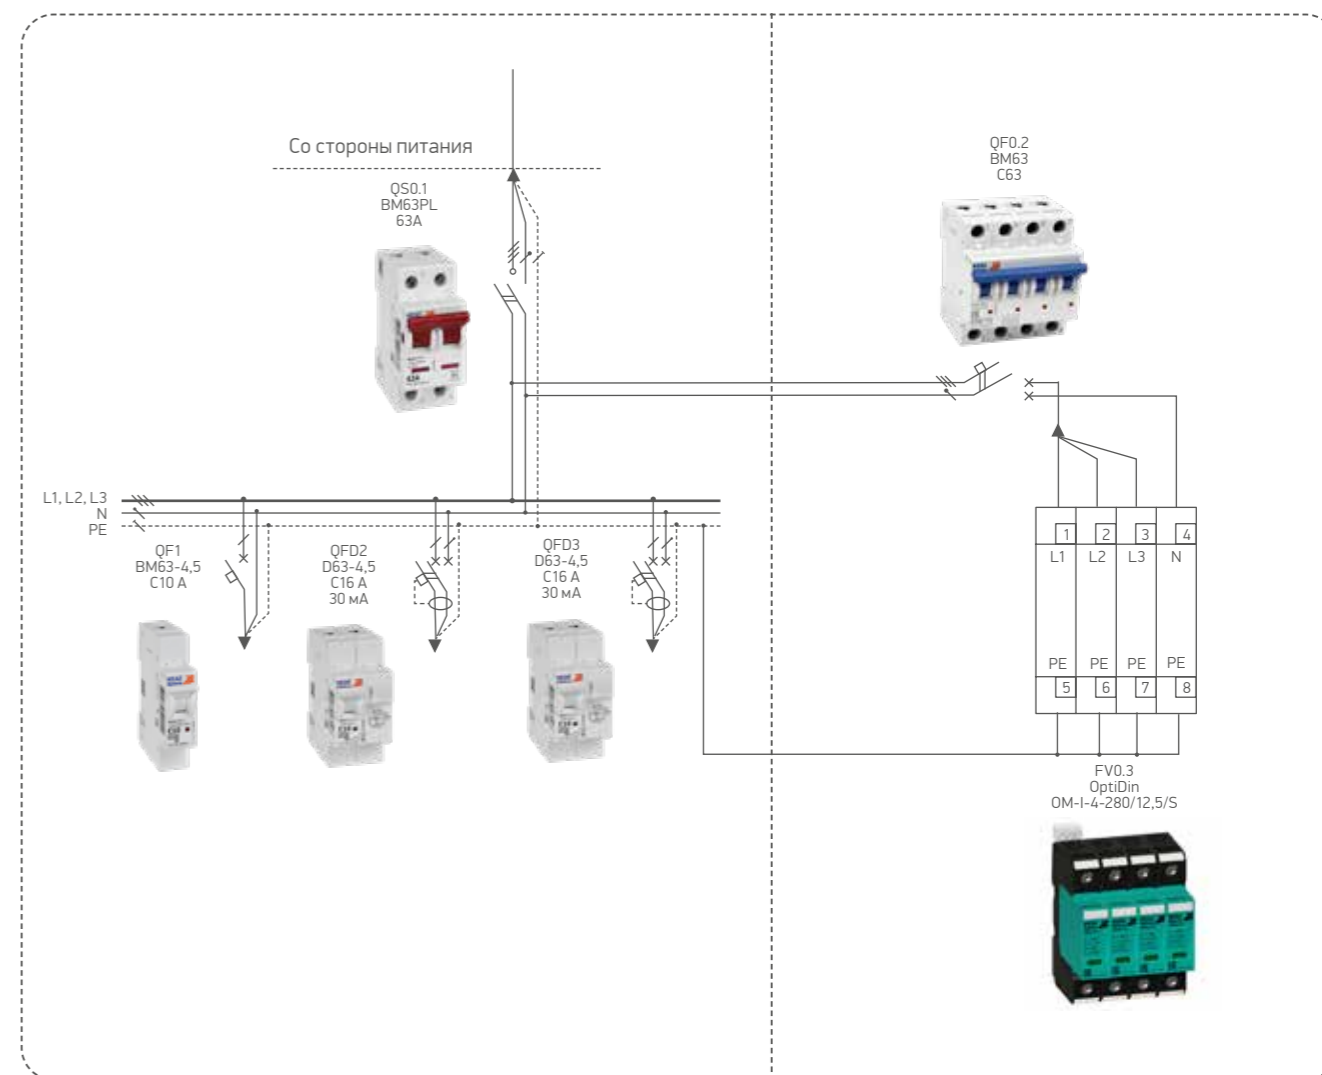 Со стороны питания
QS0.1
BM63PL
63A
QF0.2
BM63
C63
L1, L2, L3
N
PE
QF1
BM63-4,5
C10 A
QFD2
D63-4,5
C16 A
30 мА
QFD3
D63-4,5
C16 A
30 мА
1 2 3 4
L1 L2 L3 N
PE PE PE PE
5 6 7 8
FV0.3
OptiDin
OM-I-4-280/12,5/S